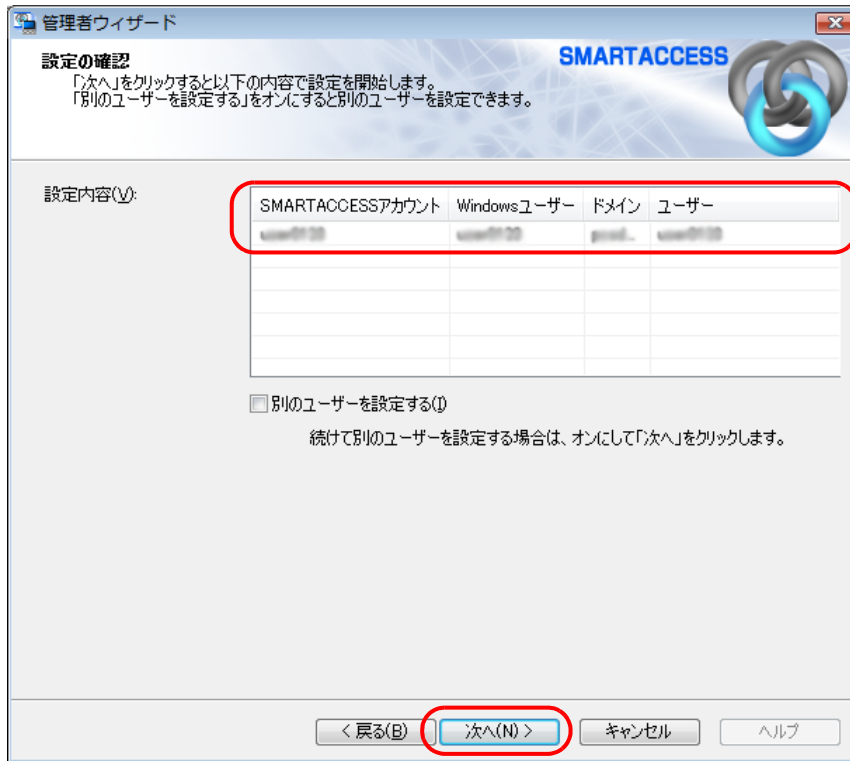 管理者ウィザード
設定の確認
「次へ」をクリックすると以下の内容で設定を開始します。
「別のユーザーを設定する」をオンにすると別のユーザーを設定できます。
SMARTACCESS
設定内容(V):
SMARTACCESSアカウント Windowsユーザー ドメイン ユーザー
別のユーザーを設定する(I)
続けて別のユーザーを設定する場合は、オンにして「次へ」をクリックします。
< 戻る(B) 次へ(N) > キャンセル ヘルプ